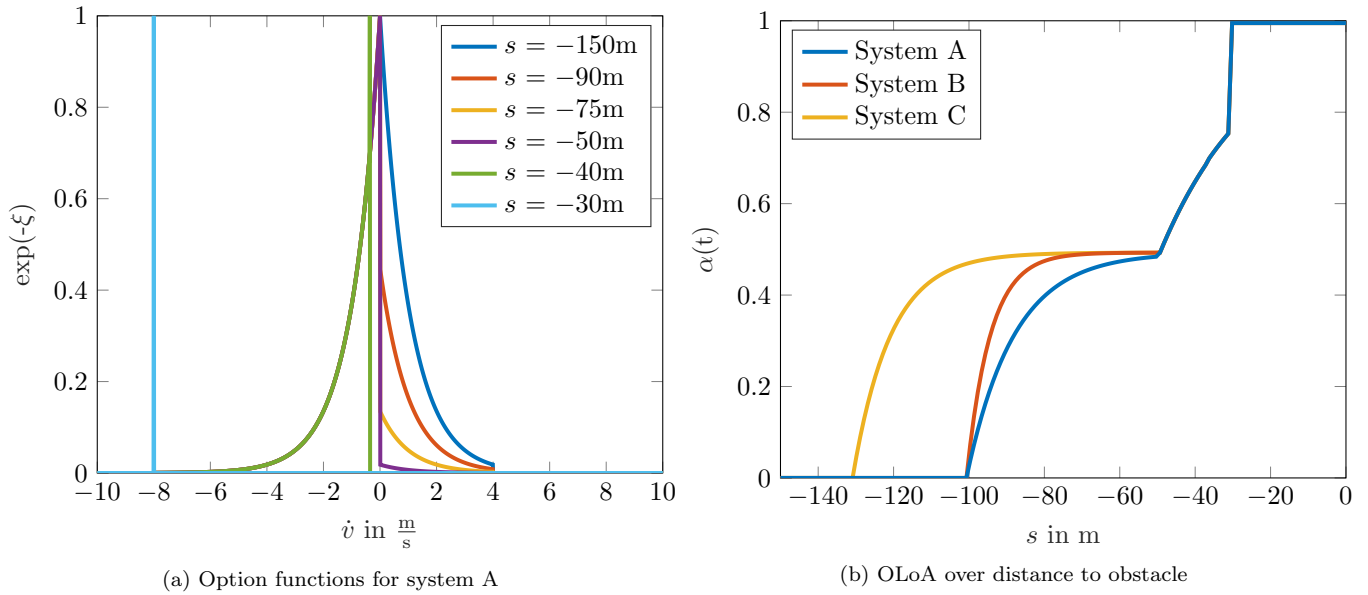 1
0.8
0.6
0.4
0.2
0
exp(-ξ)
−10 −8 −6 −4 −2 0 2 4 6 8 10
v̇ in m/s
s = −150m
s = −90m
s = −75m
s = −50m
s = −40m
s = −30m
(a) Option functions for system A
1
0.8
0.6
0.4
0.2
0
α(t)
−140 −120 −100 −80 −60 −40 −20 0
s in m
System A
System B
System C
(b) OLoA over distance to obstacle